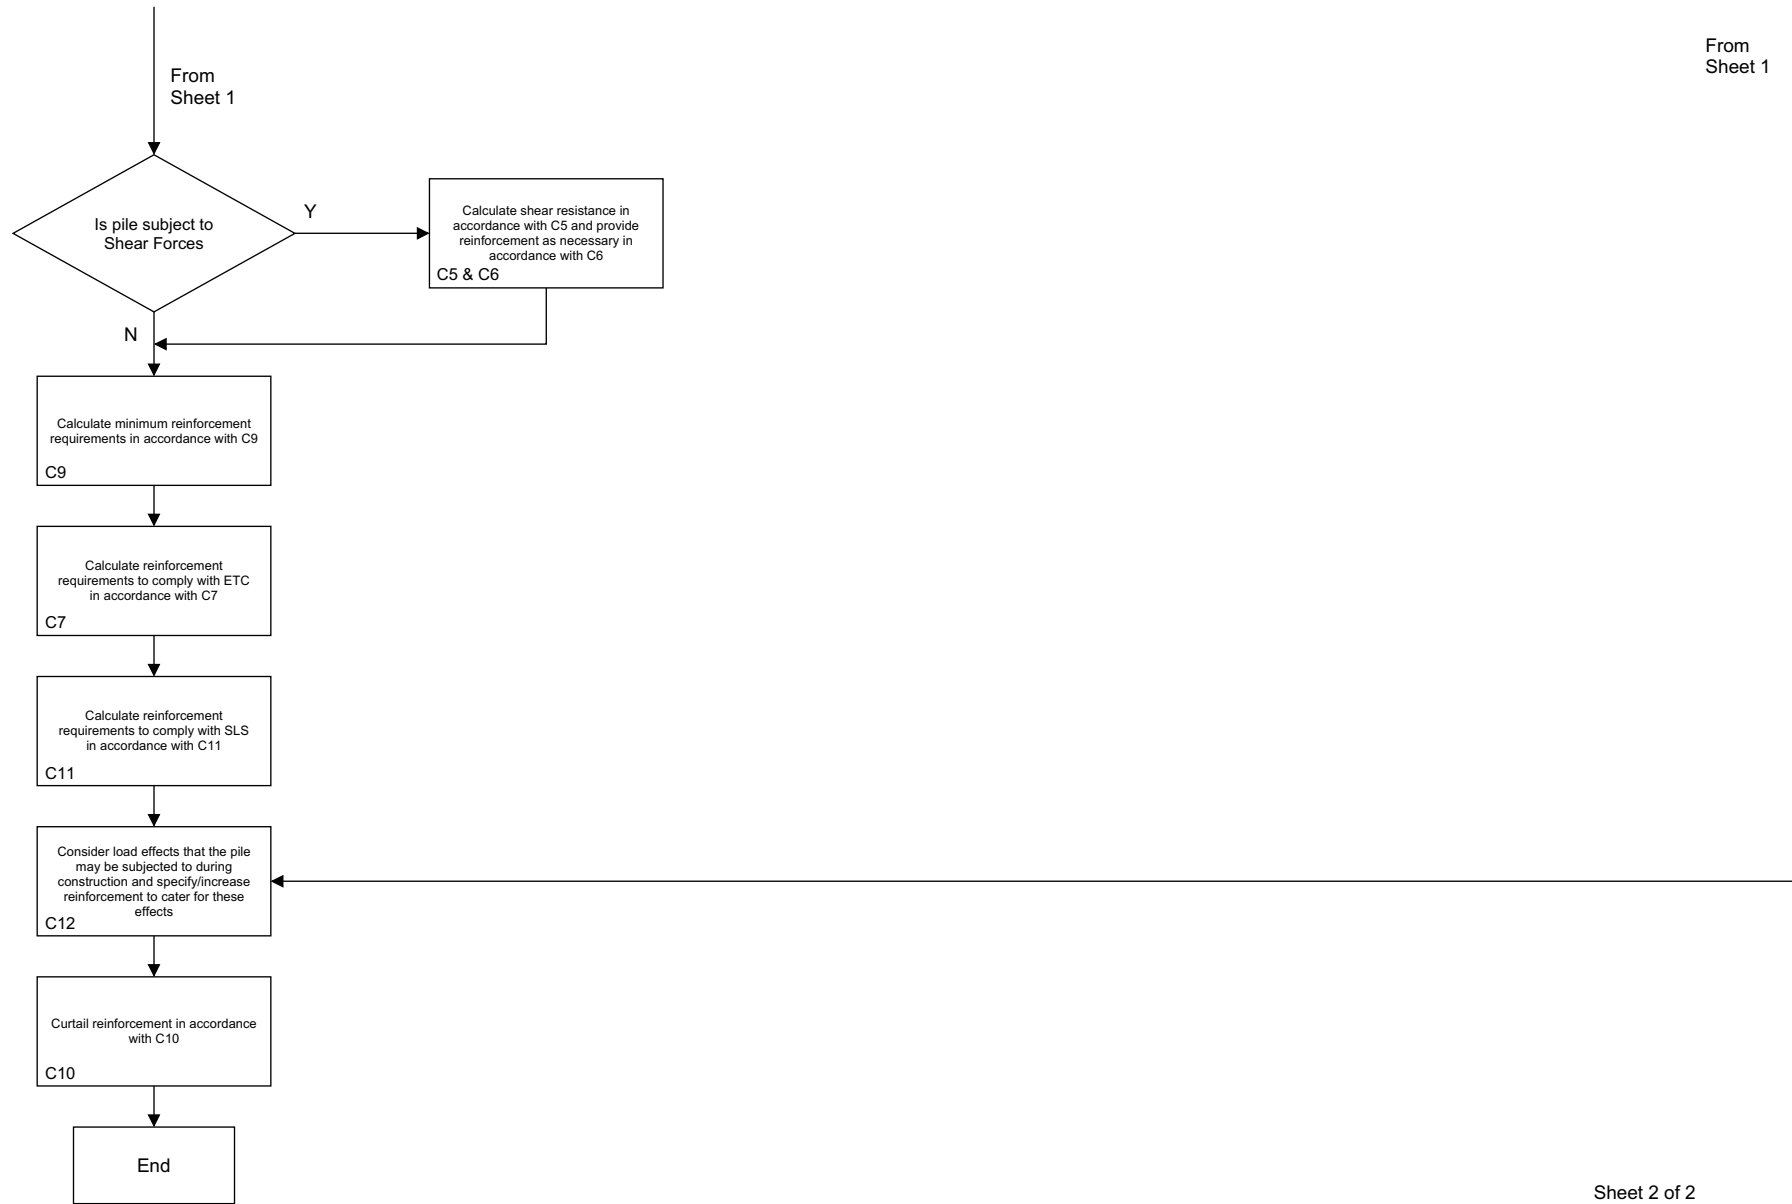 From
Sheet 1
From
Sheet 1
Is pile subject to
Shear Forces
Y
Calculate shear resistance in
accordance with C5 and provide
reinforcement as necessary in
accordance with C6
C5 & C6
N
Calculate minimum reinforcement
requirements in accordance with C9
C9
Calculate reinforcement
requirements to comply with ETC
in accordance with C7
C7
Calculate reinforcement
requirements to comply with SLS
in accordance with C11
C11
Consider load effects that the pile
may be subjected to during
construction and specify/increase
reinforcement to cater for these
effects
C12
Curtail reinforcement in accordance
with C10
C10
End
Sheet 2 of 2